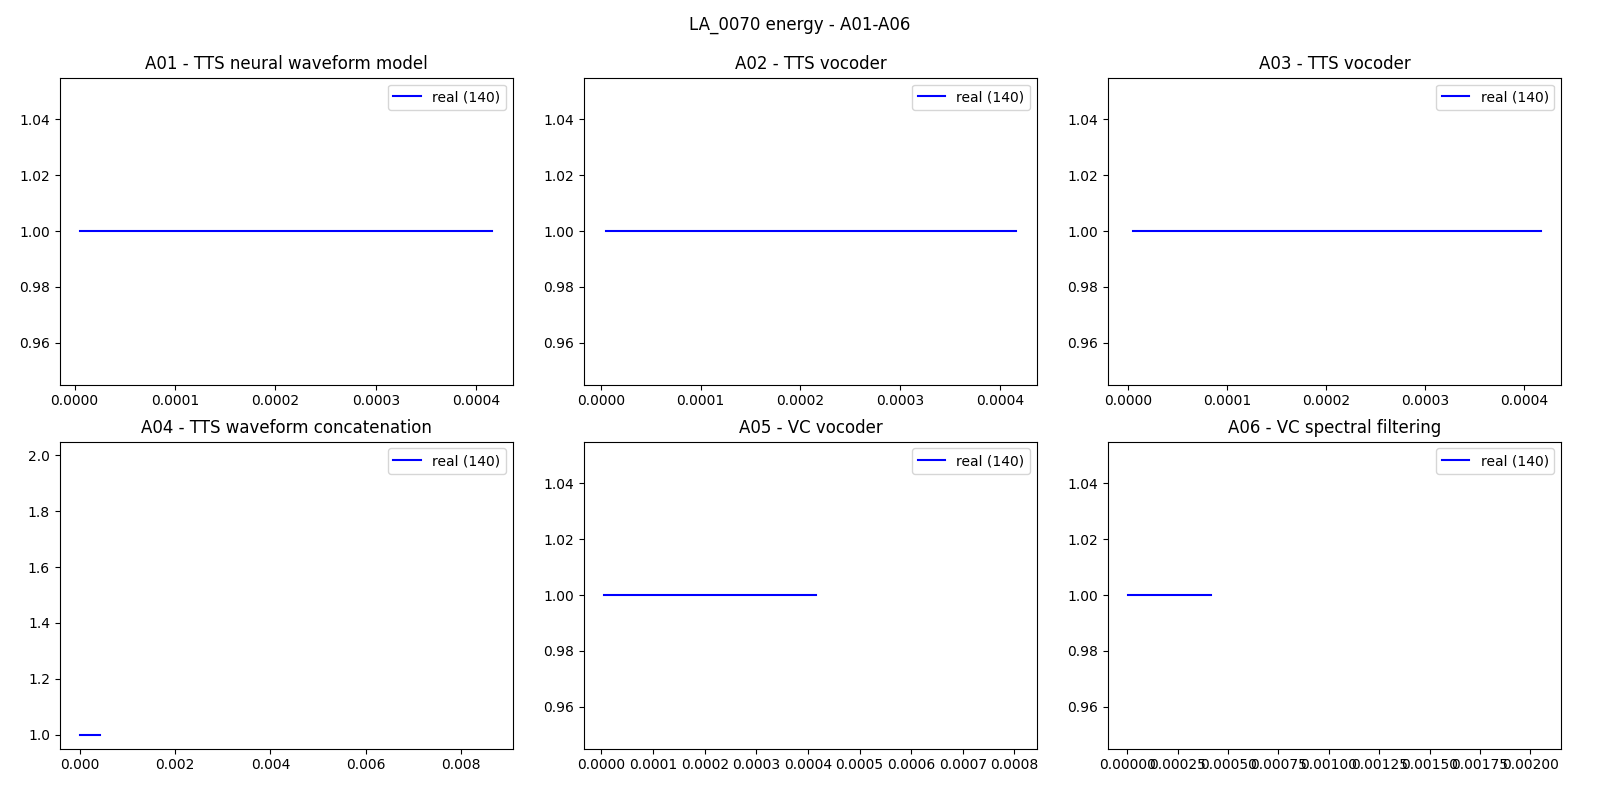 LA_0070 energy - A01-A06
A01 - TTS neural waveform model
A02 - TTS vocoder
A03 - TTS vocoder
real (140)
real (140)
real (140)
1.04
1.02
1.00
0.98
0.96
1.04
1.02
1.00
0.98
0.96
1.04
1.02
1.00
0.98
0.96
0.0000 0.0001 0.0002 0.0003 0.0004
0.0000 0.0001 0.0002 0.0003 0.0004
0.0000 0.0001 0.0002 0.0003 0.0004
A04 - TTS waveform concatenation
A05 - VC vocoder
A06 - VC spectral filtering
real (140)
real (140)
real (140)
2.0
1.8
1.6
1.4
1.2
1.0
1.04
1.02
1.00
0.98
0.96
1.04
1.02
1.00
0.98
0.96
0.000 0.002 0.004 0.006 0.008
0.0000 0.0001 0.0002 0.0003 0.0004 0.0005 0.0006 0.0007 0.0008
0.00000 0.00025 0.00050 0.00075 0.00100 0.00125 0.00150 0.00175 0.00200